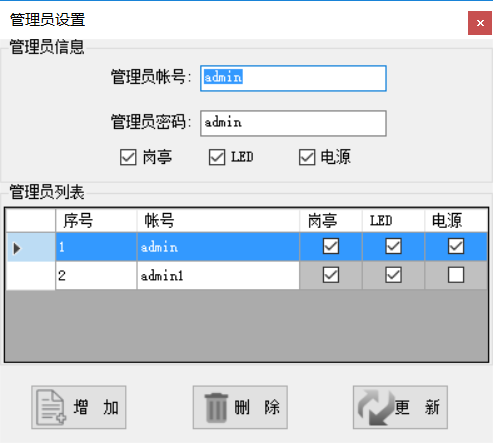 管理员设置
管理员信息
管理员帐号: admin
管理员密码: admin
岗亭 LED 电源
管理员列表
序号 帐号 岗亭 LED 电源
1 admin
2 admin1
增 加 删 除 更 新